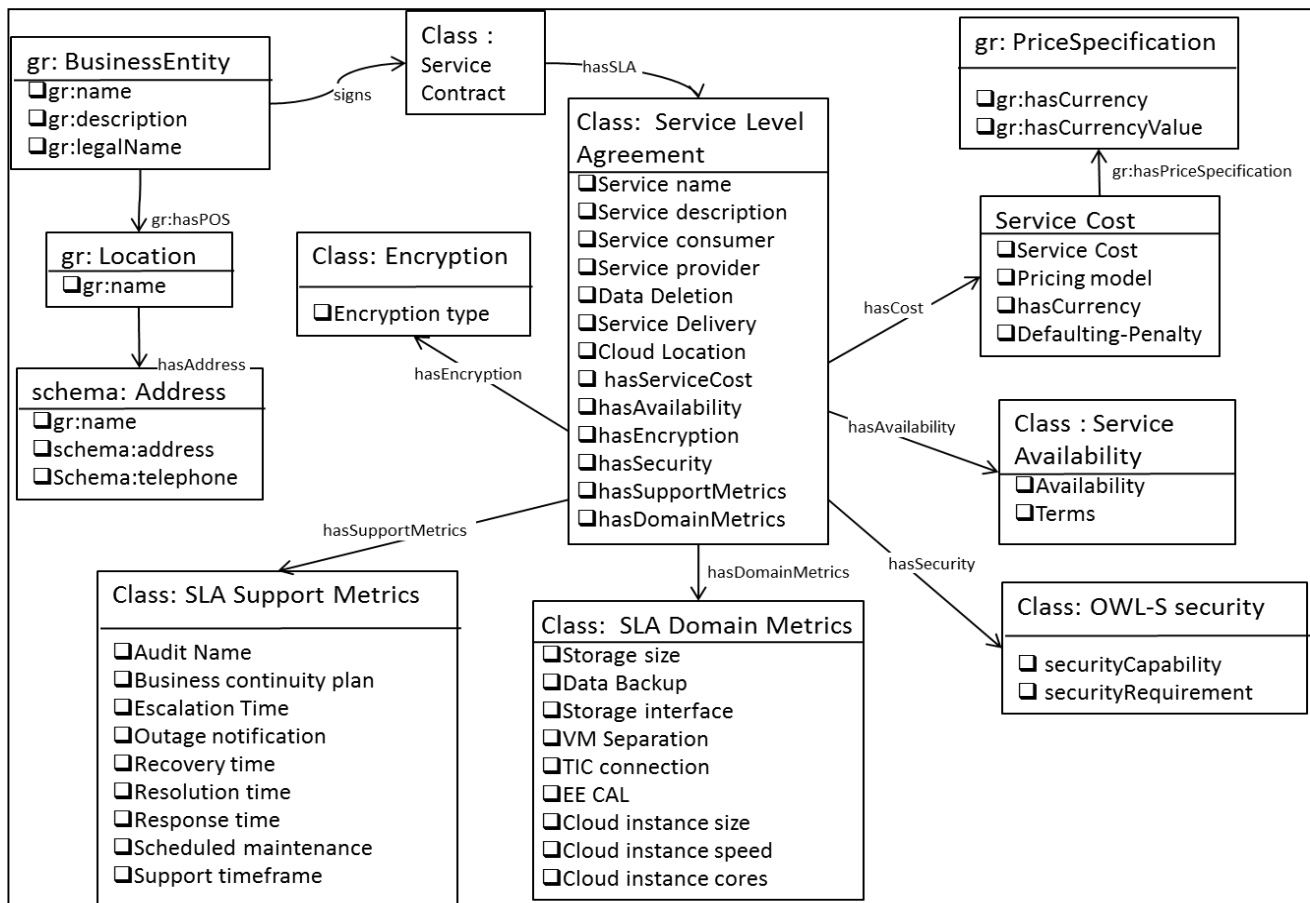 gr: BusinessEntity
gr:name
gr:description
gr:legalName
signs
Class :
Service
Contract
hasSLA
gr: PriceSpecification
gr:hasCurrency
gr:hasCurrencyValue
gr:hasPriceSpecification
gr:hasPOS
gr: Location
gr:name
hasAddress
schema: Address
gr:name
schema:address
Schema:telephone
Class: Encryption
Encryption type
hasEncryption
Class: Service Level
Agreement
Service name
Service description
Service consumer
Service provider
Data Deletion
Service Delivery
Cloud Location
hasServiceCost
hasAvailability
hasEncryption
hasSecurity
hasSupportMetrics
hasDomainMetrics
hasCost
Service Cost
Service Cost
Pricing model
hasCurrency
Defaulting-Penalty
hasAvailability
Class : Service
Availability
Availability
Terms
hasSecurity
Class: OWL-S security
securityCapability
securityRequirement
hasSupportMetrics
Class: SLA Support Metrics
Audit Name
Business continuity plan
Escalation Time
Outage notification
Recovery time
Resolution time
Response time
Scheduled maintenance
Support timeframe
hasDomainMetrics
Class: SLA Domain Metrics
Storage size
Data Backup
Storage interface
VM Separation
TIC connection
EE CAL
Cloud instance size
Cloud instance speed
Cloud instance cores